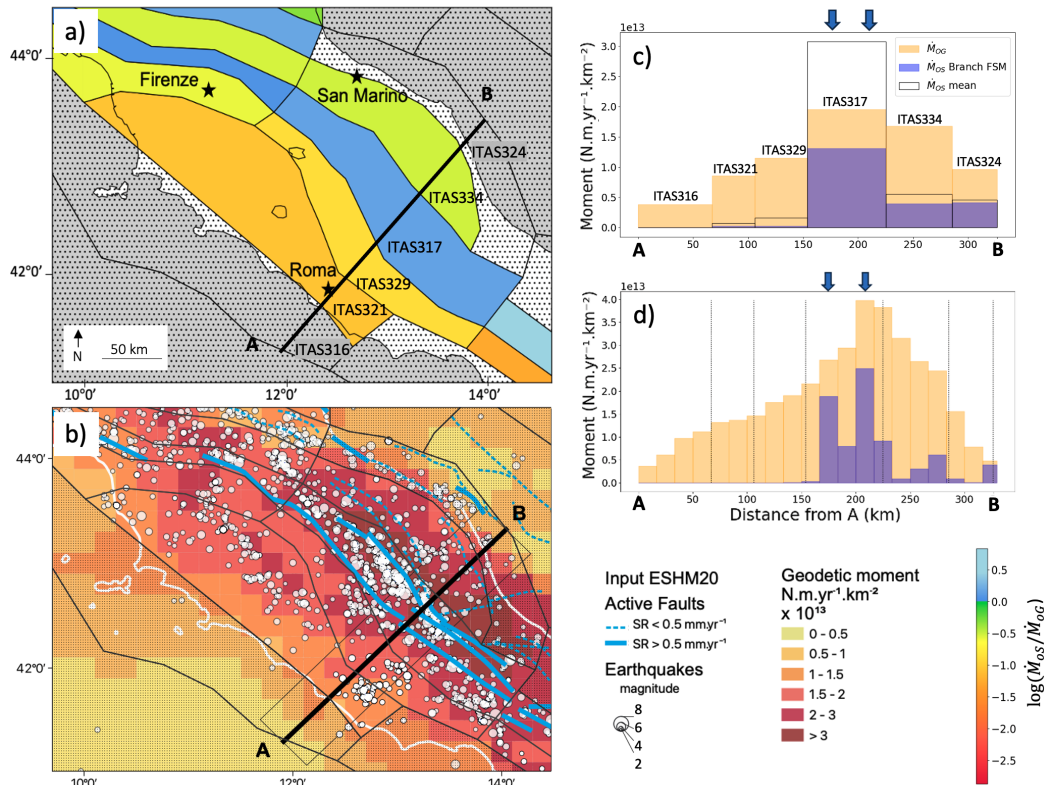 a)
44°0'
42°0'
Firenze
San Marino
B
ITAS324
ITAS334
ITAS317
Roma
ITAS329
ITAS321
ITAS316
A
N
50 km
10°0'
12°0'
14°0'
b)
44°0'
42°0'
B
A
10°0'
12°0'
14°0'
c)
1e13
Moment (N.m.yr⁻¹.km⁻²)
3.0
2.5
2.0
1.5
1.0
0.5
0.0
ṀOG
ṀOS Branch FSM
ṀOS mean
ITAS316
ITAS321
ITAS329
ITAS317
ITAS334
ITAS324
50
100
150
200
250
300
A
B
d)
1e13
Moment (N.m.yr⁻¹.km⁻²)
4.0
3.5
3.0
2.5
2.0
1.5
1.0
0.5
0.0
50
100
150
200
250
300
A
Distance from A (km)
B
Input ESHM20
Active Faults
SR < 0.5 mm.yr⁻¹
SR > 0.5 mm.yr⁻¹
Earthquakes
magnitude
8
6
4
2
Geodetic moment
N.m.yr⁻¹.km⁻²
x 10¹³
0 - 0.5
0.5 - 1
1 - 1.5
1.5 - 2
2 - 3
> 3
0.5
0.0
-0.5
-1.0
-1.5
-2.0
-2.5
log(ṀOS/ṀOG)